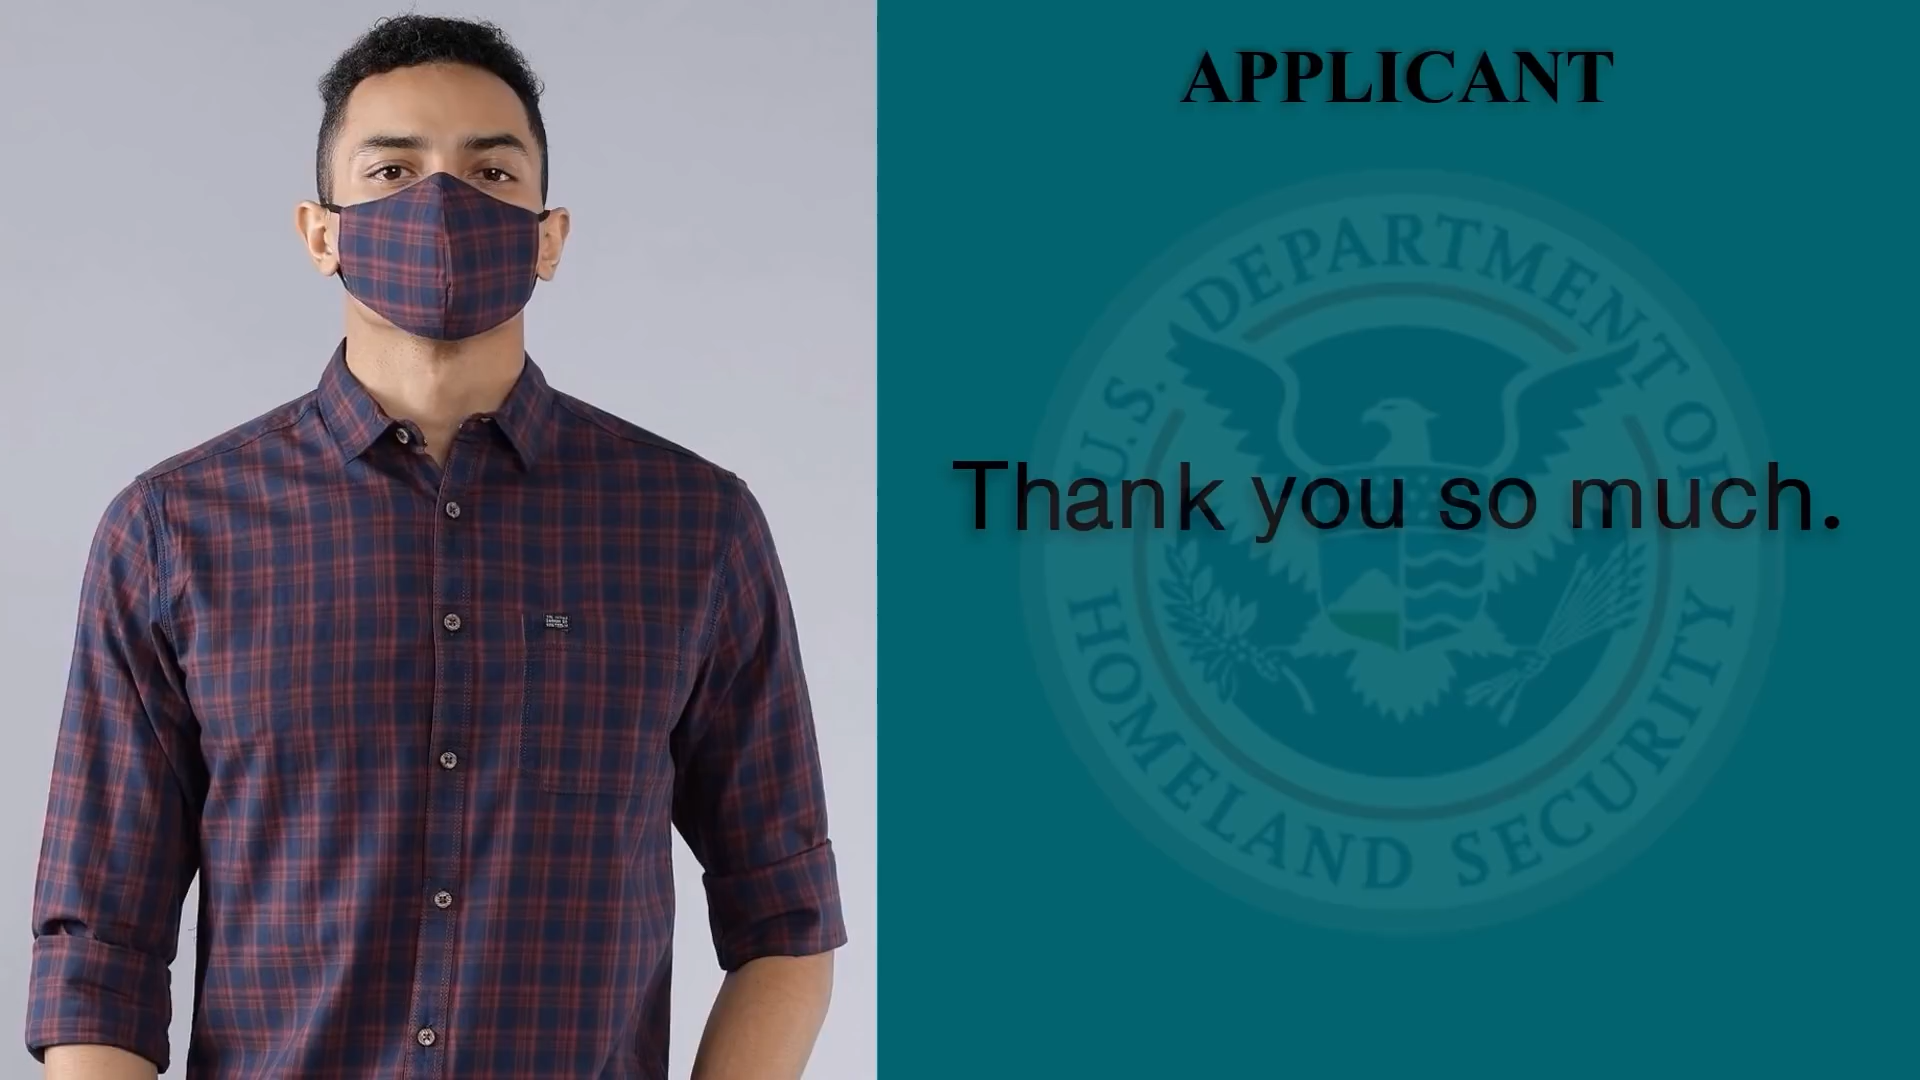 APPLICANT
U.S. DEPARTMENT OF
Thank you so much.
HOMELAND SECURITY